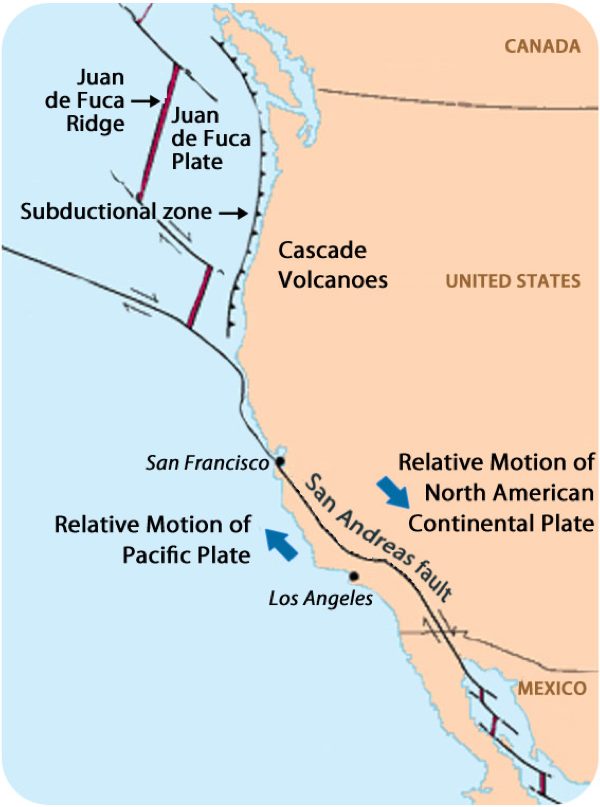 CANADA
Juan
de Fuca
Ridge
Juan
de Fuca
Plate
Subductional zone
Cascade
Volcanoes
UNITED STATES
San Francisco
Relative Motion of
North American
Continental Plate
San Andreas fault
Relative Motion of
Pacific Plate
Los Angeles
MEXICO